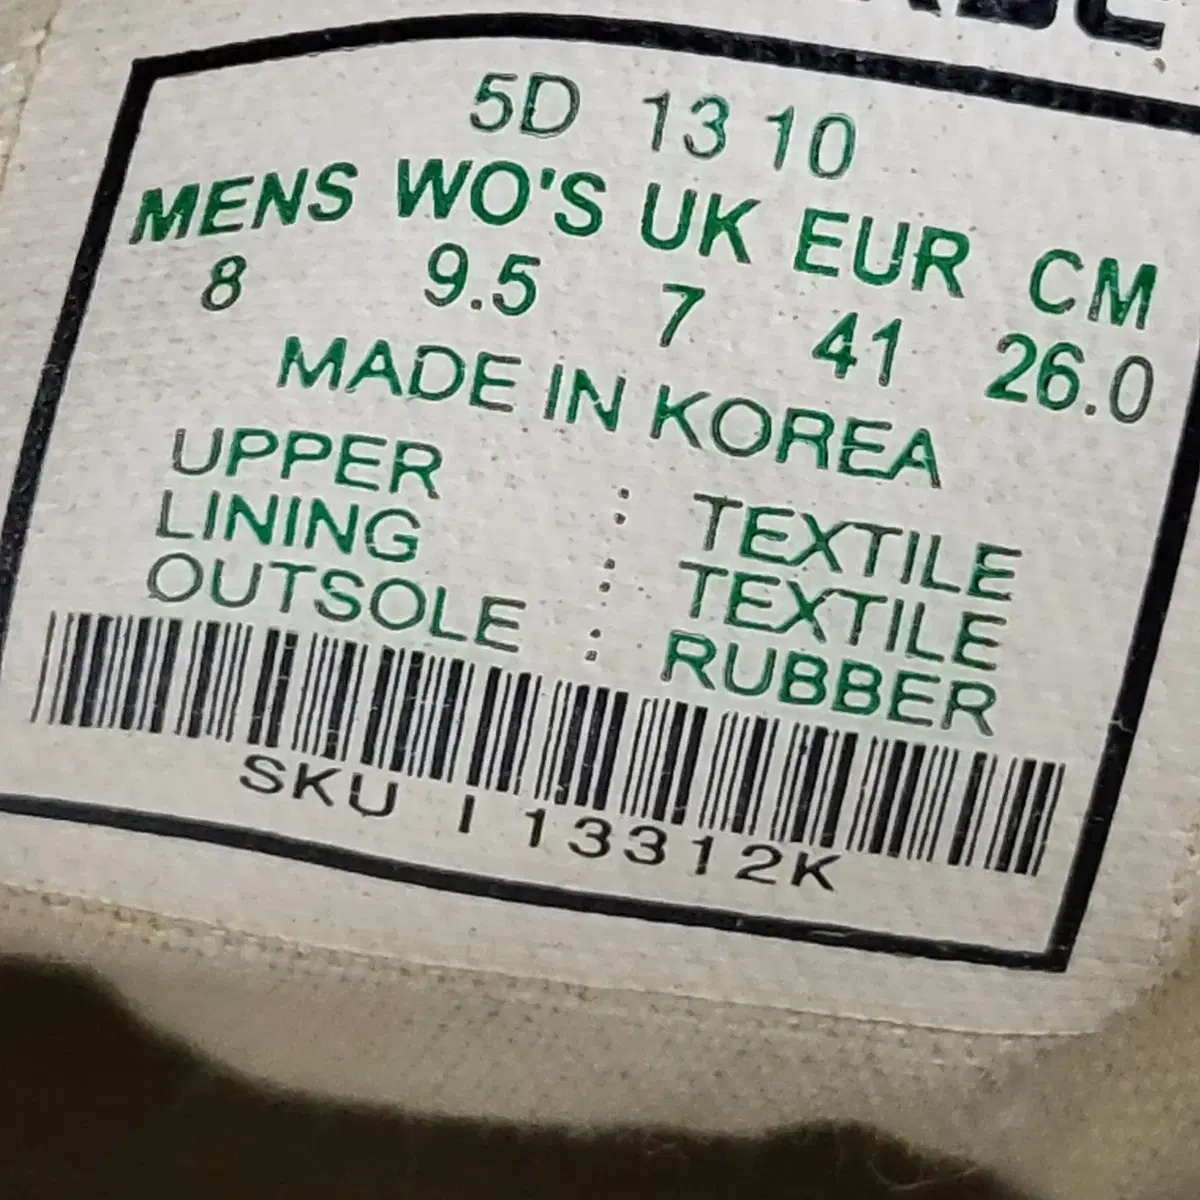 5D 13 10
MENS WO'S UK EUR CM
8 9.5 7 41 26.0
MADE IN KOREA
UPPER : TEXTILE
LINING : TEXTILE
OUTSOLE : RUBBER
SKU I 13312K